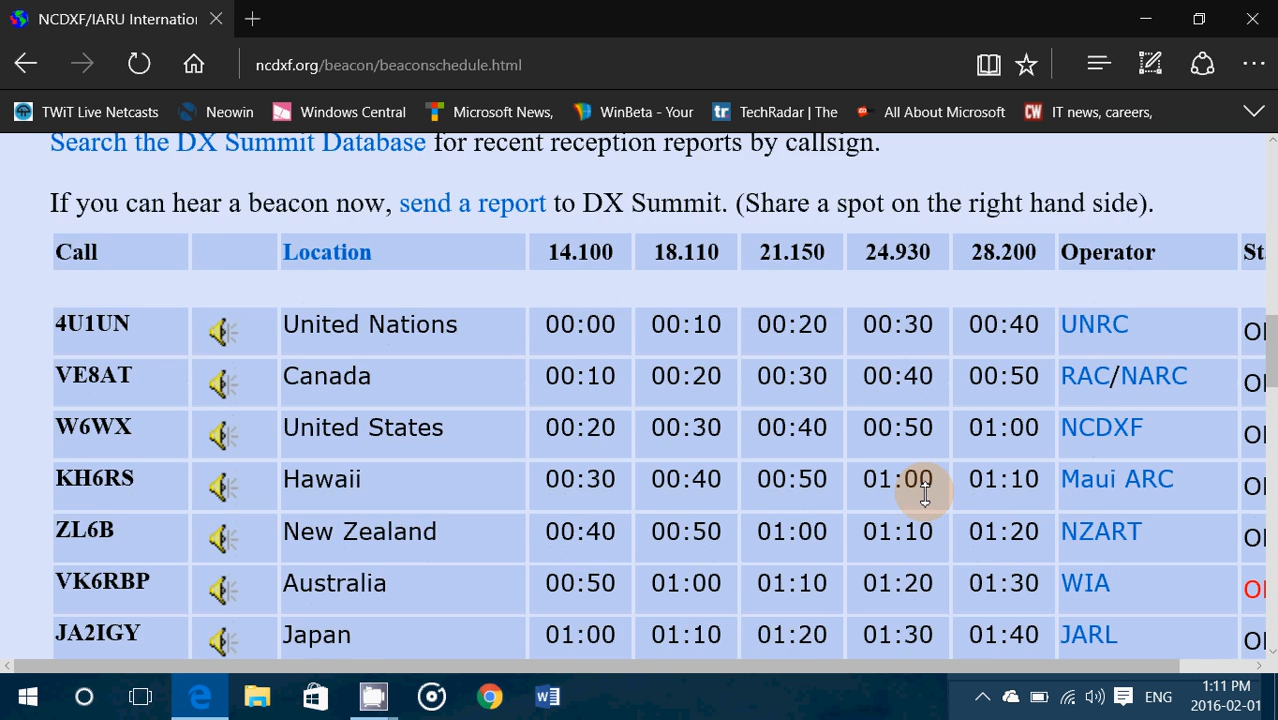 NCDXF/IARU Internatio
ncdxf.org/beacon/beaconschedule.html
TWiT Live Netcasts Neowin Windows Central Microsoft News, WinBeta - Your TechRadar | The All About Microsoft CW IT news, careers,
Search the DX Summit Database for recent reception reports by callsign.
If you can hear a beacon now, send a report to DX Summit. (Share a spot on the right hand side).
Call Location 14.100 18.110 21.150 24.930 28.200 Operator St
4U1UN United Nations 00:00 00:10 00:20 00:30 00:40 UNRC
VE8AT Canada 00:10 00:20 00:30 00:40 00:50 RAC/NARC
W6WX United States 00:20 00:30 00:40 00:50 01:00 NCDXF
KH6RS Hawaii 00:30 00:40 00:50 01:00 01:10 Maui ARC
ZL6B New Zealand 00:40 00:50 01:00 01:10 01:20 NZART
VK6RBP Australia 00:50 01:00 01:10 01:20 01:30 WIA
JA2IGY Japan 01:00 01:10 01:20 01:30 01:40 JARL
ENG 1:11 PM
2016-02-01